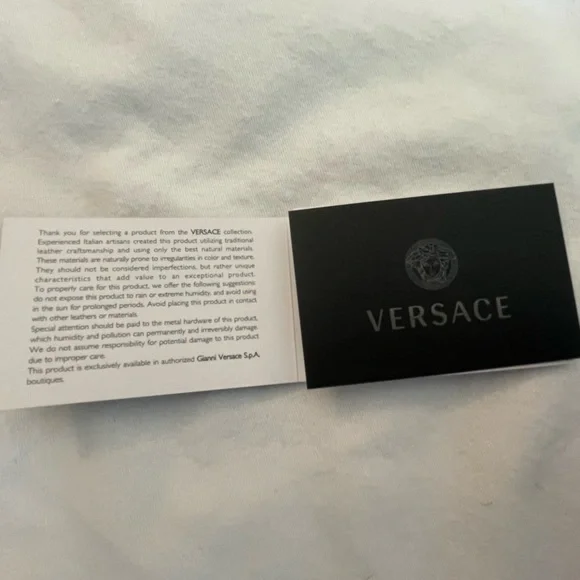 Thank you for selecting a product from the VERSACE collection.
Experienced Italian artisans created this product utilizing traditional
leather craftsmanship and using only the best natural materials.
These materials are naturally prone to irregularities in color and texture.
They should not be considered imperfections, but rather unique
characteristics that add value to an exceptional product.
To properly care for this product, we offer the following suggestions:
do not expose this product to rain or extreme humidity, and avoid using
in the sun for prolonged periods. Avoid placing this product in contact
with other leathers or materials.
Special attention should be paid to the metal hardware of this product,
which humidity and pollution can permanently and irreversibly damage.
We do not assume responsibility for potential damage to this product
due to improper care.
This product is exclusively available in authorized Gianni Versace S.p.A.
boutiques.
VERSACE